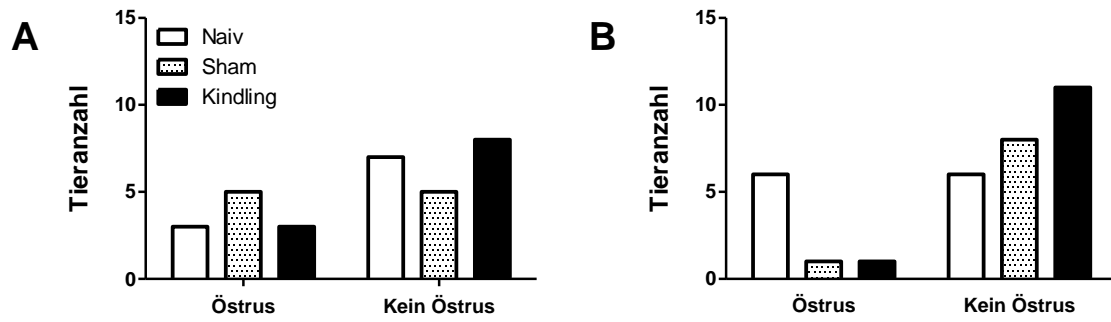 A
Tieranzahl
15
10
5
0
Naiv
Sham
Kindling
Östrus
Kein Östrus
B
Tieranzahl
15
10
5
0
Östrus
Kein Östrus